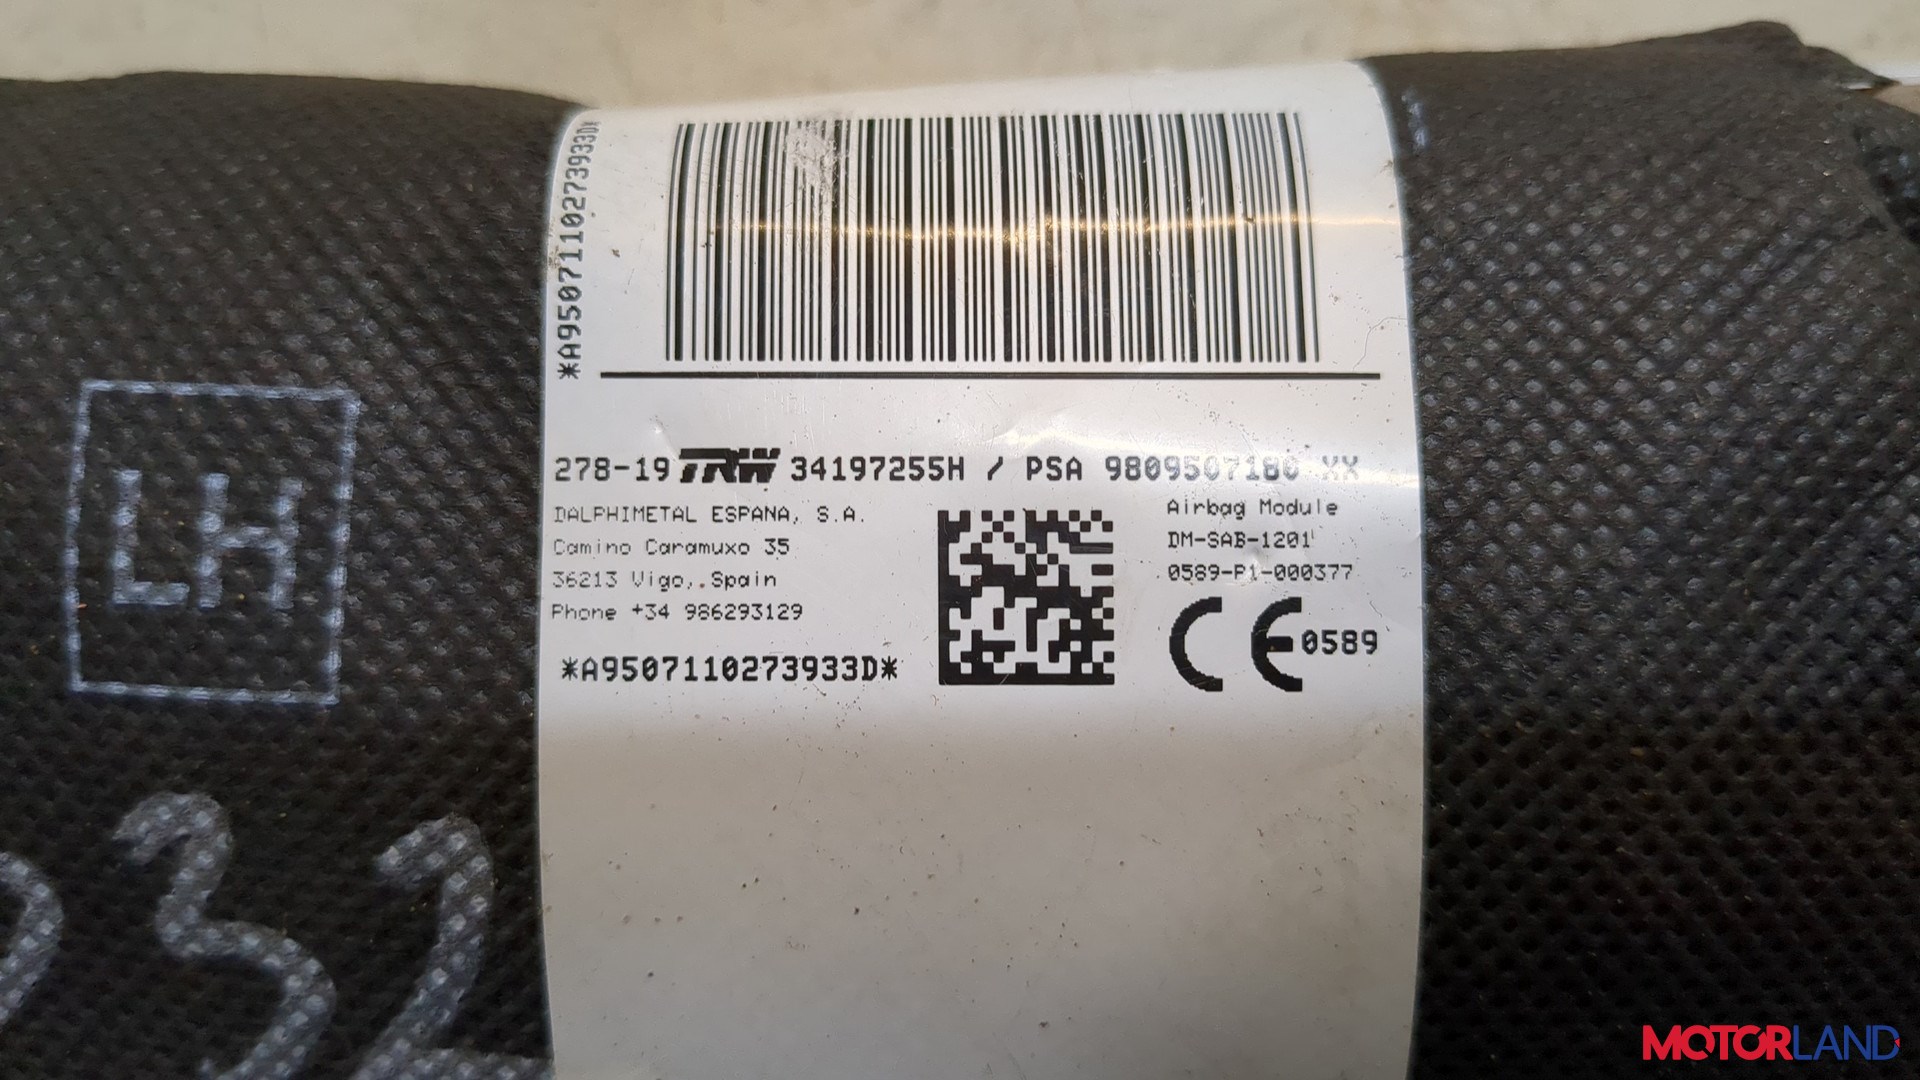 *A9507110273933D*
278-19 TRW 34197255H / PSA 9809507180 XX
DALPHIMETAL ESPANA, S.A.
Camino Caramuxo 35
36213 Vigo, Spain
Phone +34 986293129
*A9507110273933D*
Airbag Module
DM-SAB-1201
0589-P1-000377
CE 0589
LH
MOTORLAND